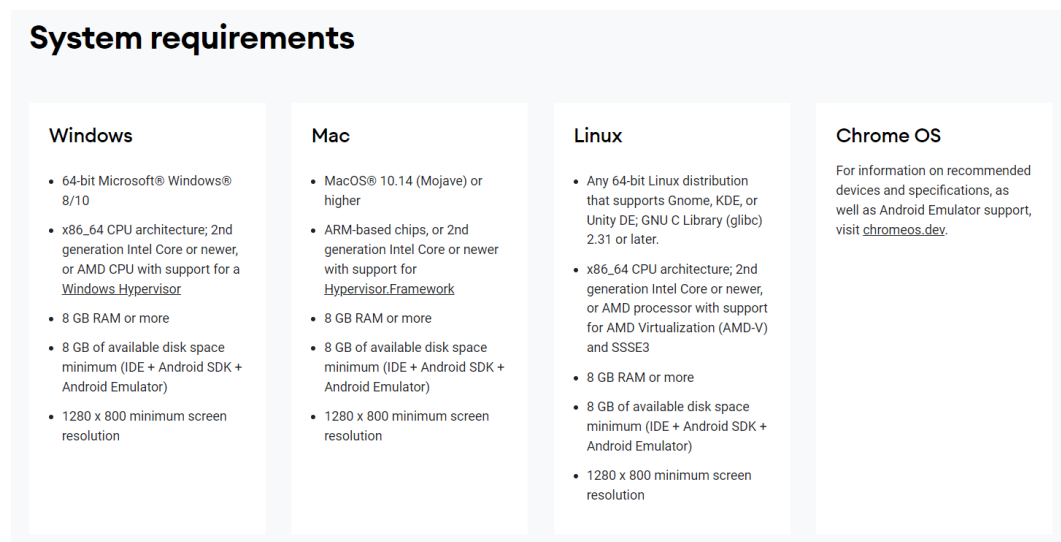 System requirements
Windows
• 64-bit Microsoft® Windows®
8/10
• x86_64 CPU architecture; 2nd
generation Intel Core or newer,
or AMD CPU with support for a
Windows Hypervisor
• 8 GB RAM or more
• 8 GB of available disk space
minimum (IDE + Android SDK +
Android Emulator)
• 1280 x 800 minimum screen
resolution
Mac
• MacOS® 10.14 (Mojave) or
higher
• ARM-based chips, or 2nd
generation Intel Core or newer
with support for
Hypervisor.Framework
• 8 GB RAM or more
• 8 GB of available disk space
minimum (IDE + Android SDK +
Android Emulator)
• 1280 x 800 minimum screen
resolution
Linux
• Any 64-bit Linux distribution
that supports Gnome, KDE, or
Unity DE; GNU C Library (glibc)
2.31 or later.
• x86_64 CPU architecture; 2nd
generation Intel Core or newer,
or AMD processor with support
for AMD Virtualization (AMD-V)
and SSSE3
• 8 GB RAM or more
• 8 GB of available disk space
minimum (IDE + Android SDK +
Android Emulator)
• 1280 x 800 minimum screen
resolution
Chrome OS
For information on recommended
devices and specifications, as
well as Android Emulator support,
visit chromeos.dev.